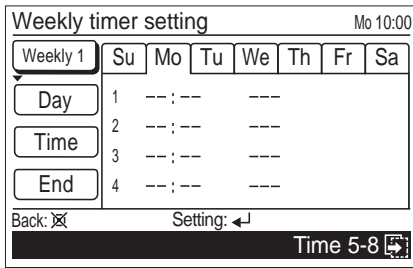 Weekly timer setting Mo 10:00
Weekly 1 Su Mo Tu We Th Fr Sa
Day 1 --:-- ---
2 --:-- ---
Time
3 --:-- ---
End 4 --:-- ---
Back: Setting:
Time 5-8